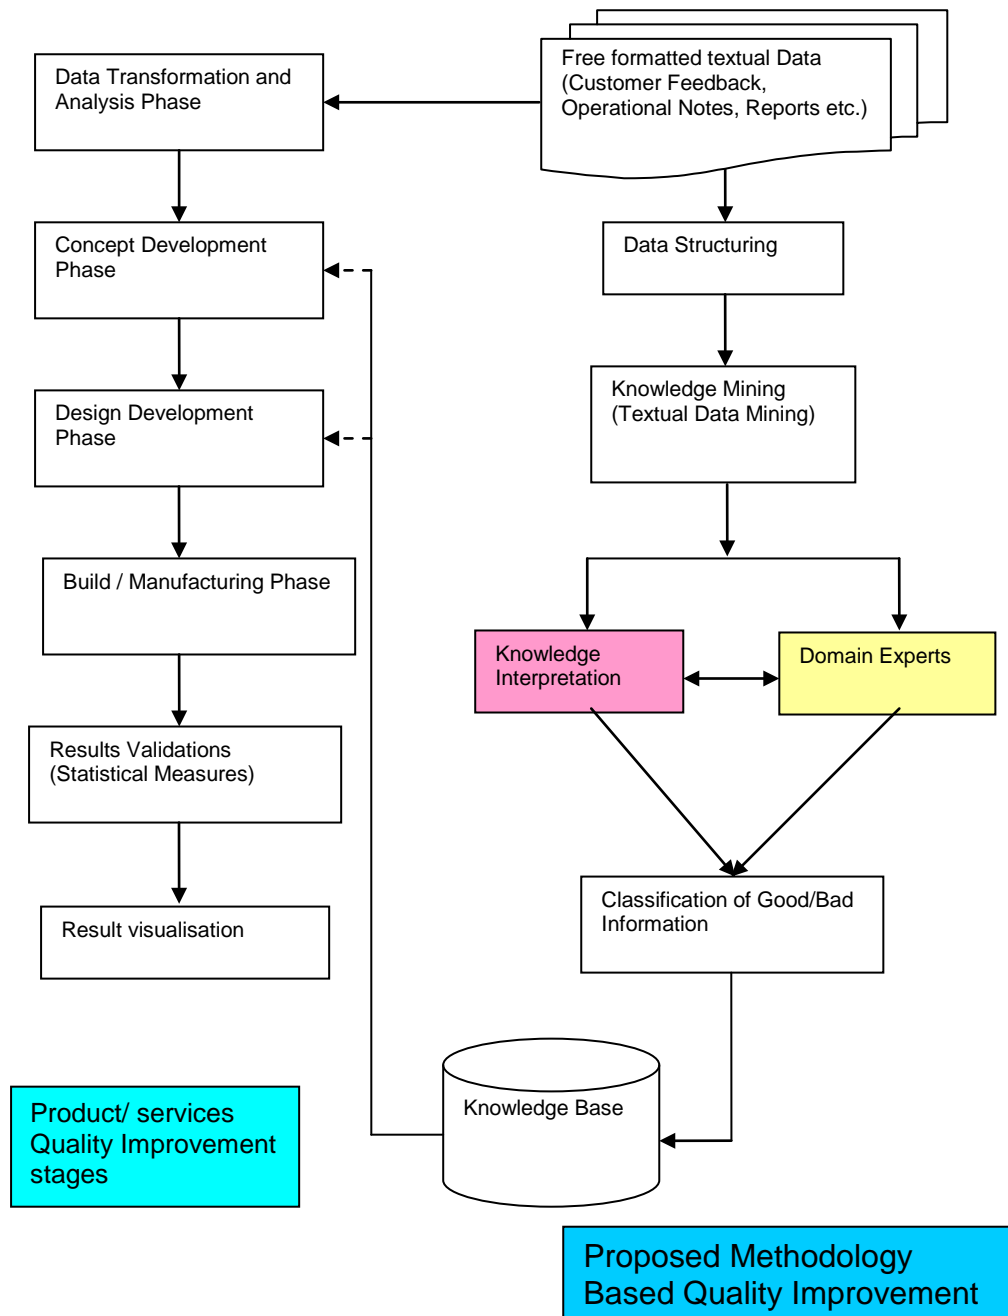 Free formatted textual Data
(Customer Feedback,
Operational Notes, Reports etc.)
Data Transformation and
Analysis Phase
Concept Development
Phase
Data Structuring
Design Development
Phase
Knowledge Mining
(Textual Data Mining)
Build / Manufacturing Phase
Knowledge
Interpretation
Domain Experts
Results Validations
(Statistical Measures)
Classification of Good/Bad
Information
Result visualisation
Knowledge Base
Product/ services
Quality Improvement
stages
Proposed Methodology
Based Quality Improvement